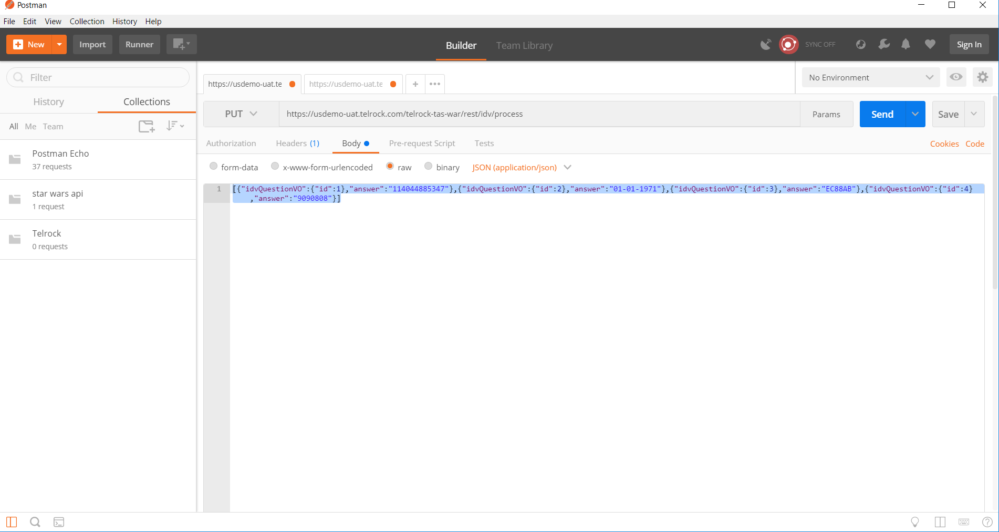 Postman
File Edit View Collection History Help
New Import Runner Builder Team Library SYNC OFF Sign In
Filter
History Collections
All Me Team
Postman Echo
37 requests
star wars api
1 request
Telrock
0 requests
https://usdemo-uat.te https://usdemo-uat.te + ••• No Environment
PUT https://usdemo-uat.telrock.com/telrock-tas-war/rest/idv/process Params Send Save
Authorization Headers (1) Body Pre-request Script Tests Cookies Code
form-data x-www-form-urlencoded raw binary JSON (application/json)
1 [{"idvQuestionVO":{"id":1},"answer":"114044885347"},{"idvQuestionVO":{"id":2},"answer":"01-01-1971"},{"idvQuestionVO":{"id":3},"answer":"EC88AB"},{"idvQuestionVO":{"id":4}
,"answer":"9090808"}]